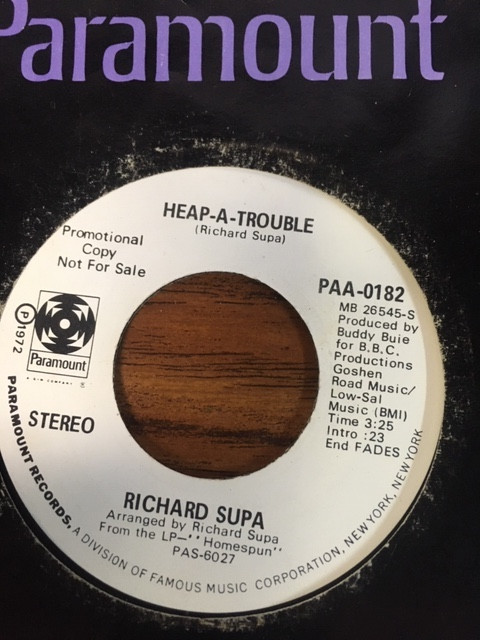 Paramount
HEAP-A-TROUBLE
(Richard Supa)
Promotional
Copy
Not For Sale
PAA-0182
MB 26545-S
Produced by
Buddy Buie
for B.B.C.
Productions
Goshen
Road Music/
Low-Sal
Music (BMI)
Time 3:25
Intro :23
End FADES
Ⓟ1972
Paramount
STEREO
RICHARD SUPA
Arranged by Richard Supa
From the LP—''Homespun''
PAS-6027
PARAMOUNT RECORDS, A DIVISION OF FAMOUS MUSIC CORPORATION, NEW YORK, NEW YORK